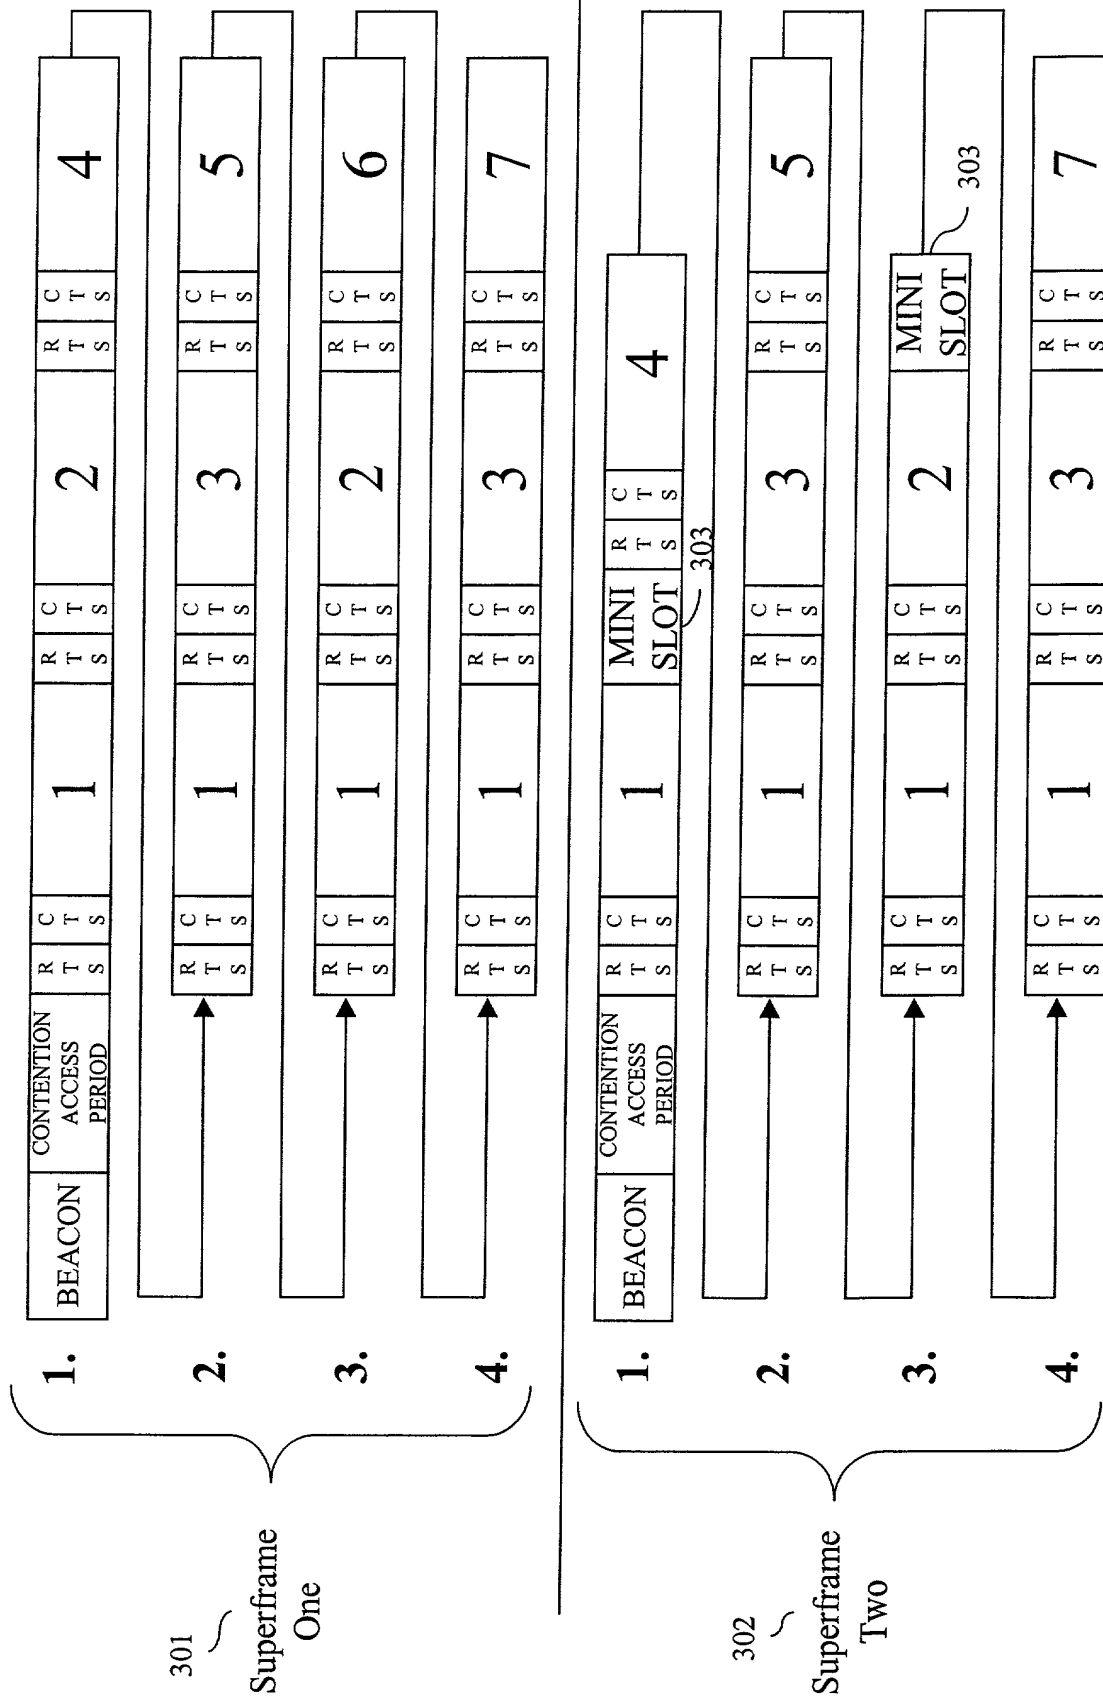 301
Superframe
One
1.
BEACON
CONTENTION
ACCESS
PERIOD
RTS
CTS
1
RTS
CTS
2
RTS
CTS
4
2.
RTS
CTS
1
RTS
CTS
3
RTS
CTS
5
3.
RTS
CTS
1
RTS
CTS
2
RTS
CTS
6
4.
RTS
CTS
1
RTS
CTS
3
RTS
CTS
7
302
Superframe
Two
1.
BEACON
CONTENTION
ACCESS
PERIOD
RTS
CTS
1
MINI
SLOT
303
RTS
CTS
4
2.
RTS
CTS
1
RTS
CTS
3
RTS
CTS
5
3.
RTS
CTS
1
RTS
CTS
2
MINI
SLOT
303
4.
RTS
CTS
1
RTS
CTS
3
RTS
CTS
7